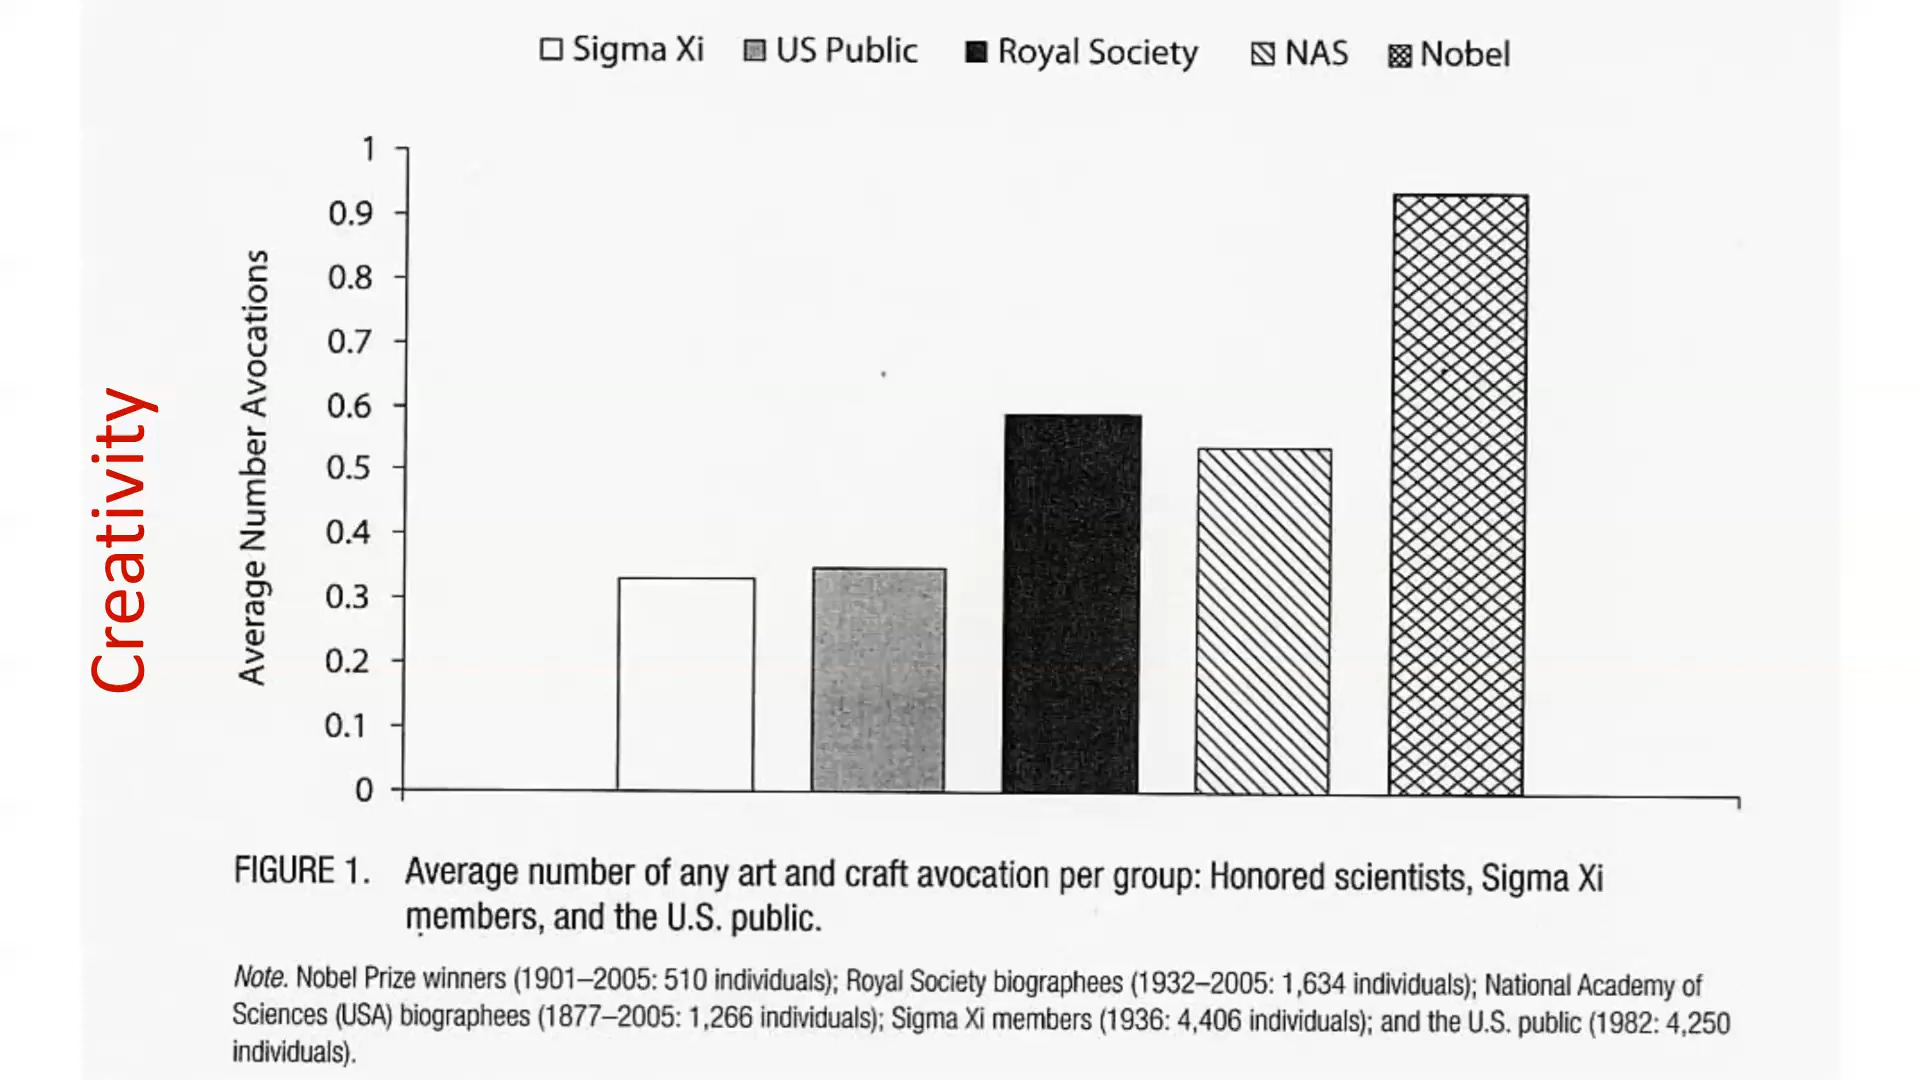 Sigma Xi US Public Royal Society NAS Nobel
1
0.9
0.8
0.7
0.6
0.5
0.4
0.3
0.2
0.1
0
Average Number Avocations
Creativity
FIGURE 1. Average number of any art and craft avocation per group: Honored scientists, Sigma Xi
members, and the U.S. public.
Note. Nobel Prize winners (1901–2005: 510 individuals); Royal Society biographees (1932–2005: 1,634 individuals); National Academy of
Sciences (USA) biographees (1877–2005: 1,266 individuals); Sigma Xi members (1936: 4,406 individuals); and the U.S. public (1982: 4,250
individuals).